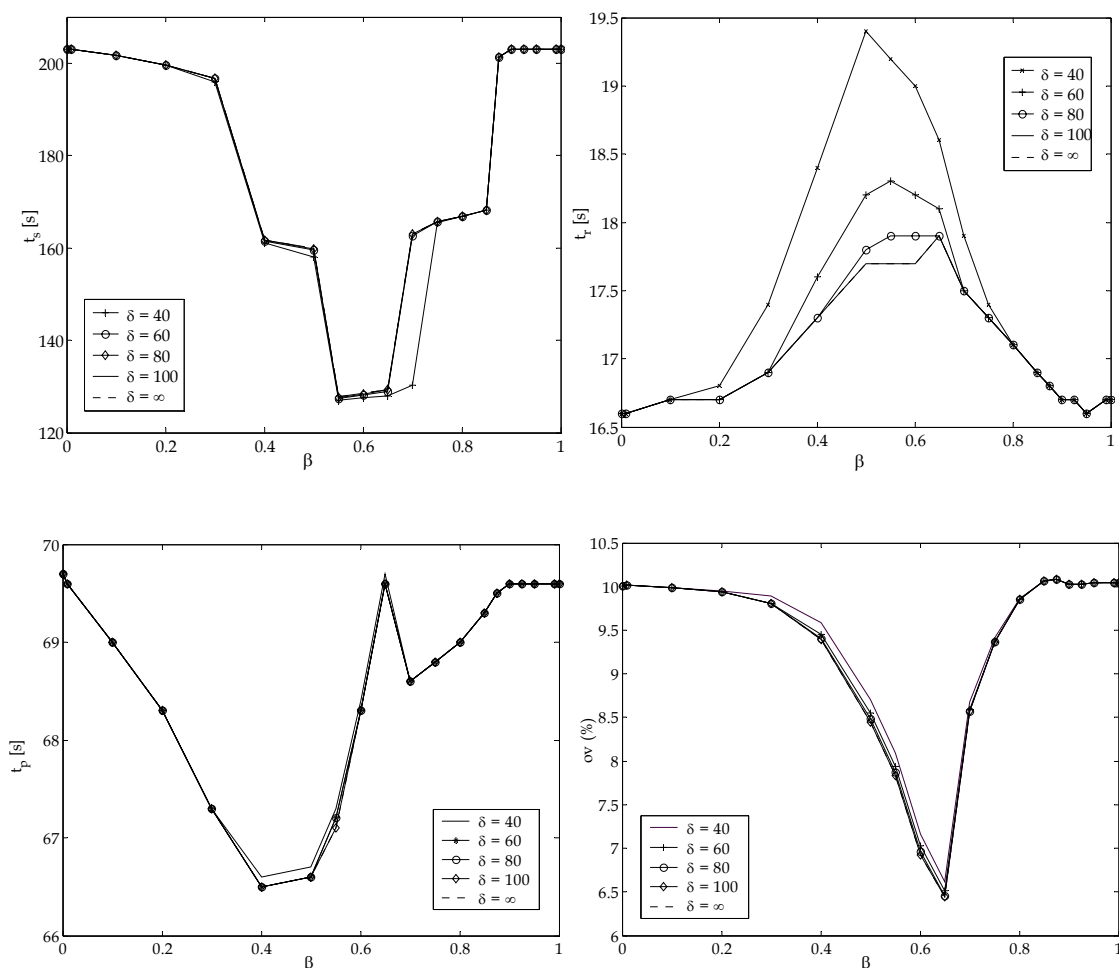 200
180
160
140
120
t_s [s]
0 0.2 0.4 0.6 0.8 1
β
δ = 40
δ = 60
δ = 80
δ = 100
δ = ∞
19.5
19
18.5
18
17.5
17
16.5
t_r [s]
0 0.2 0.4 0.6 0.8 1
β
δ = 40
δ = 60
δ = 80
δ = 100
δ = ∞
70
69
68
67
66
t_p [s]
0 0.2 0.4 0.6 0.8 1
β
δ = 40
δ = 60
δ = 80
δ = 100
δ = ∞
10.5
10
9.5
9
8.5
8
7.5
7
6.5
6
ov (%)
0 0.2 0.4 0.6 0.8 1
β
δ = 40
δ = 60
δ = 80
δ = 100
δ = ∞